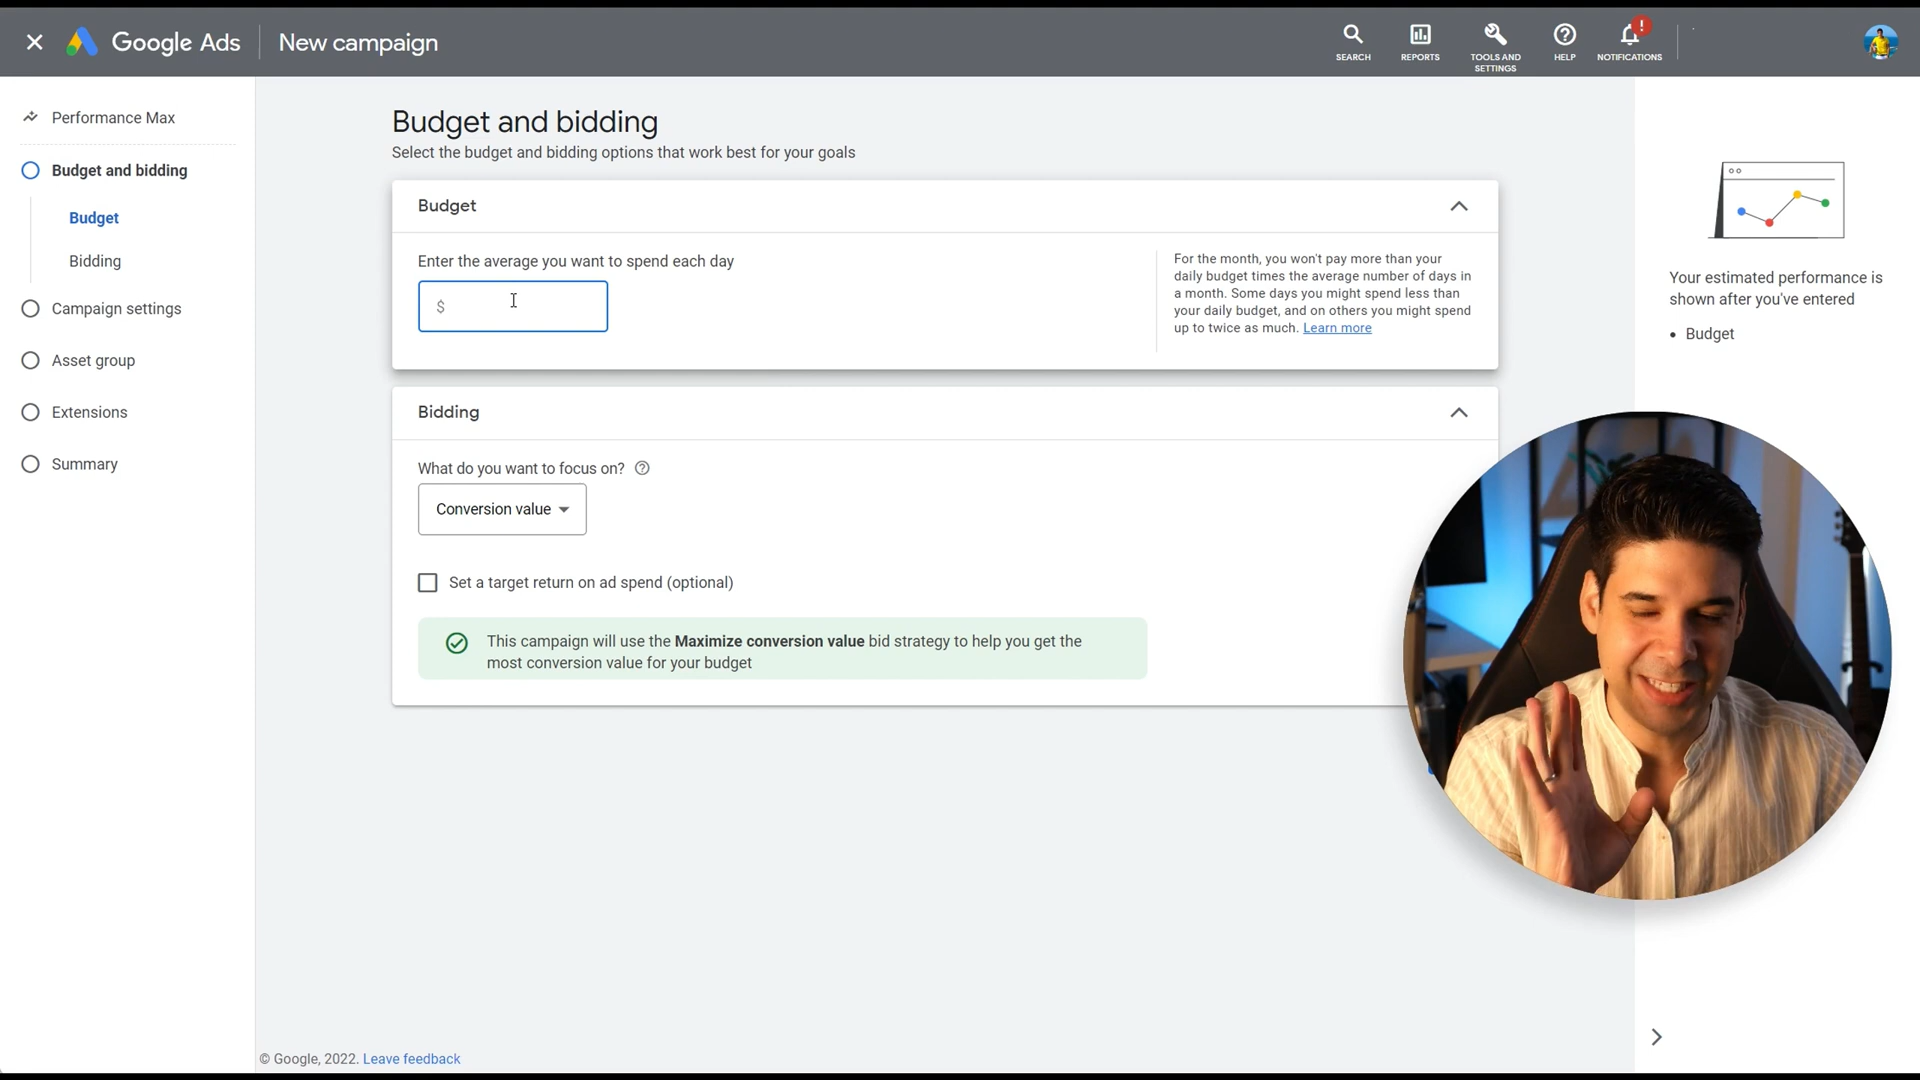 Google Ads
New campaign
SEARCH
REPORTS
TOOLS AND
SETTINGS
HELP
!
NOTIFICATIONS
Performance Max
Budget and bidding
Budget
Bidding
Campaign settings
Asset group
Extensions
Summary
Budget and bidding
Select the budget and bidding options that work best for your goals
Budget
Enter the average you want to spend each day
$
For the month, you won't pay more than your
daily budget times the average number of days in
a month. Some days you might spend less than
your daily budget, and on others you might spend
up to twice as much. Learn more
Bidding
What do you want to focus on?
Conversion value
Set a target return on ad spend (optional)
This campaign will use the Maximize conversion value bid strategy to help you get the
most conversion value for your budget
Your estimated performance is
shown after you've entered
• Budget
© Google, 2022. Leave feedback